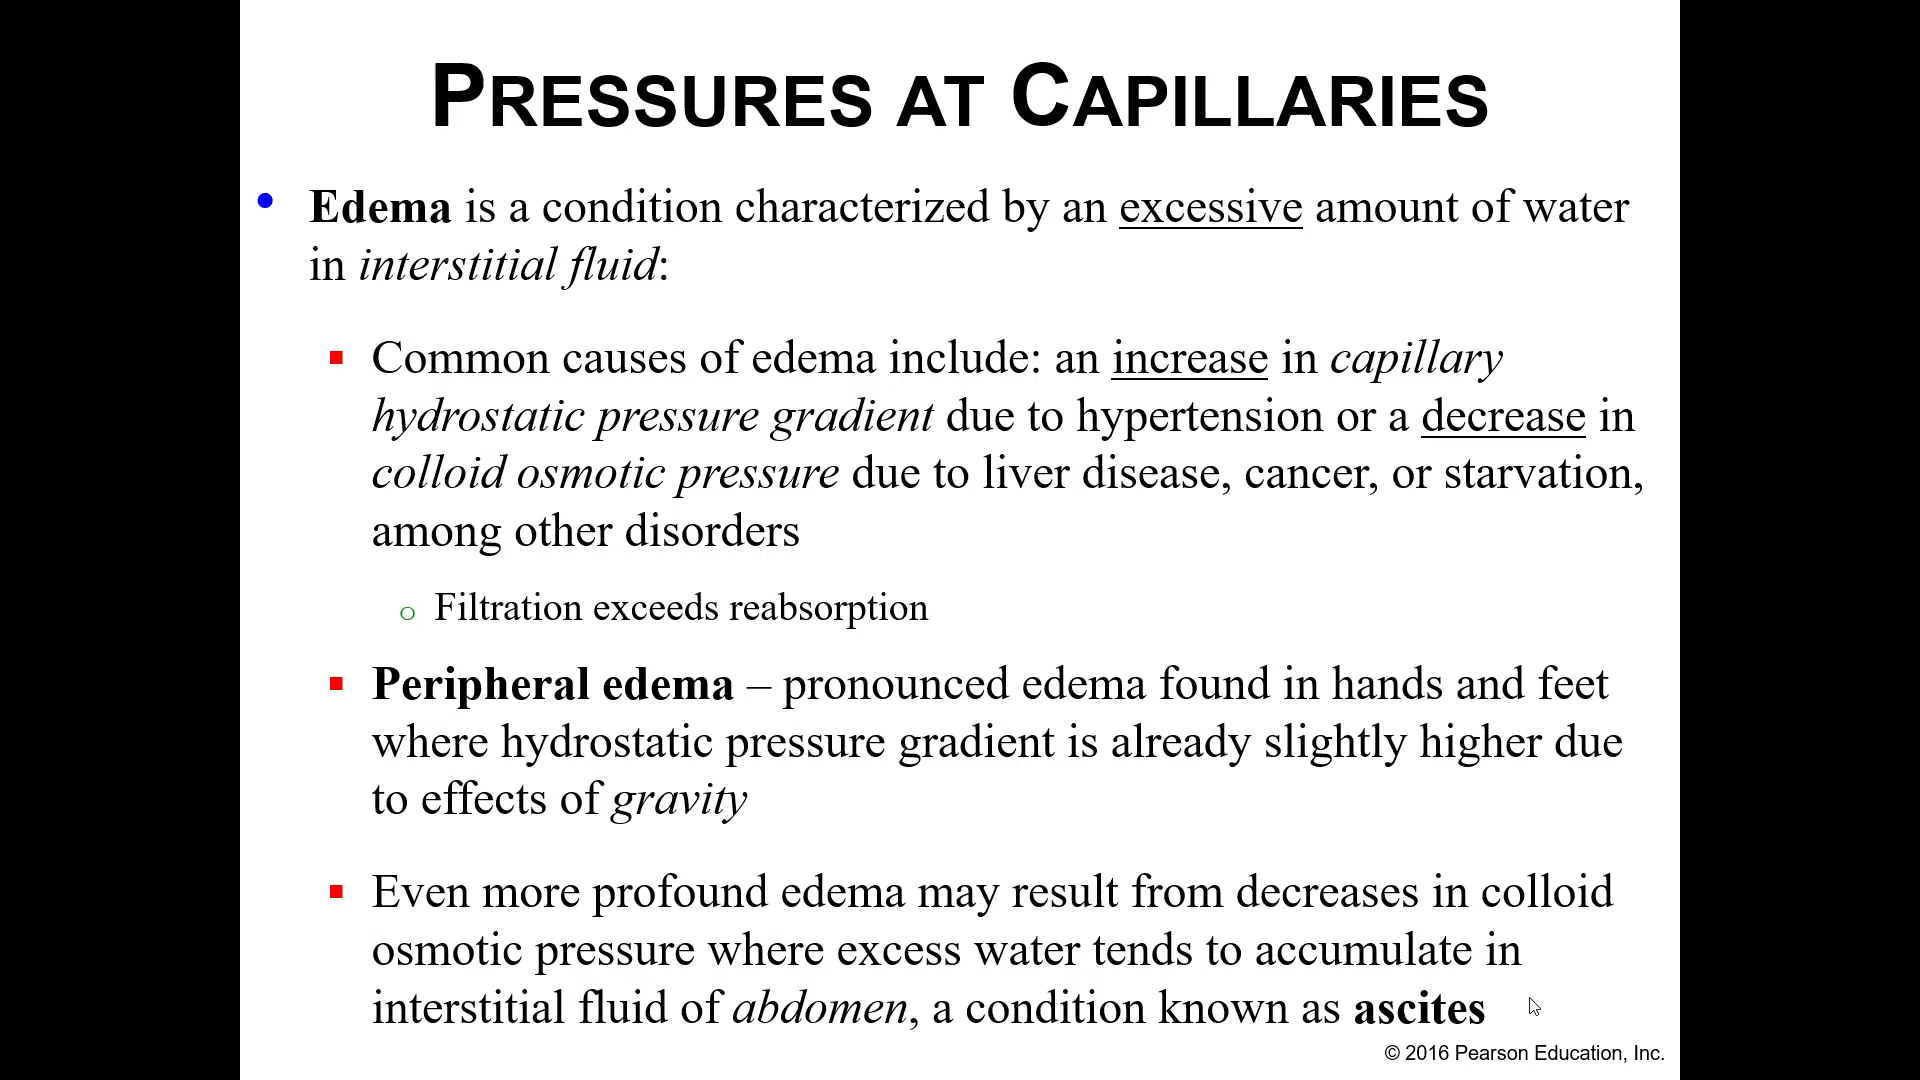 PRESSURES AT CAPILLARIES
• Edema is a condition characterized by an excessive amount of water
in interstitial fluid:
▪ Common causes of edema include: an increase in capillary
hydrostatic pressure gradient due to hypertension or a decrease in
colloid osmotic pressure due to liver disease, cancer, or starvation,
among other disorders
o Filtration exceeds reabsorption
▪ Peripheral edema – pronounced edema found in hands and feet
where hydrostatic pressure gradient is already slightly higher due
to effects of gravity
▪ Even more profound edema may result from decreases in colloid
osmotic pressure where excess water tends to accumulate in
interstitial fluid of abdomen, a condition known as ascites
© 2016 Pearson Education, Inc.